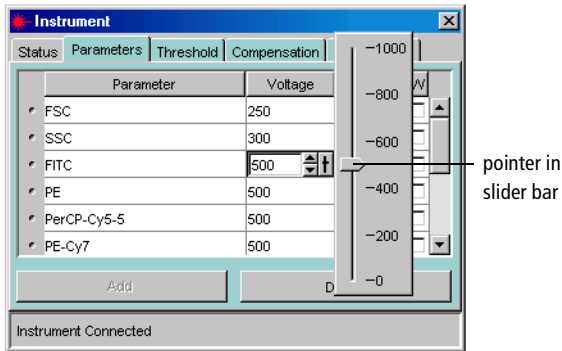 Instrument
Status Parameters Threshold Compensation
Parameter Voltage W
FSC 250
SSC 300
FITC 500
PE 500
PerCP-Cy5-5 500
PE-Cy7 500
1000
800
600
400
200
0
pointer in
slider bar
Add D
Instrument Connected